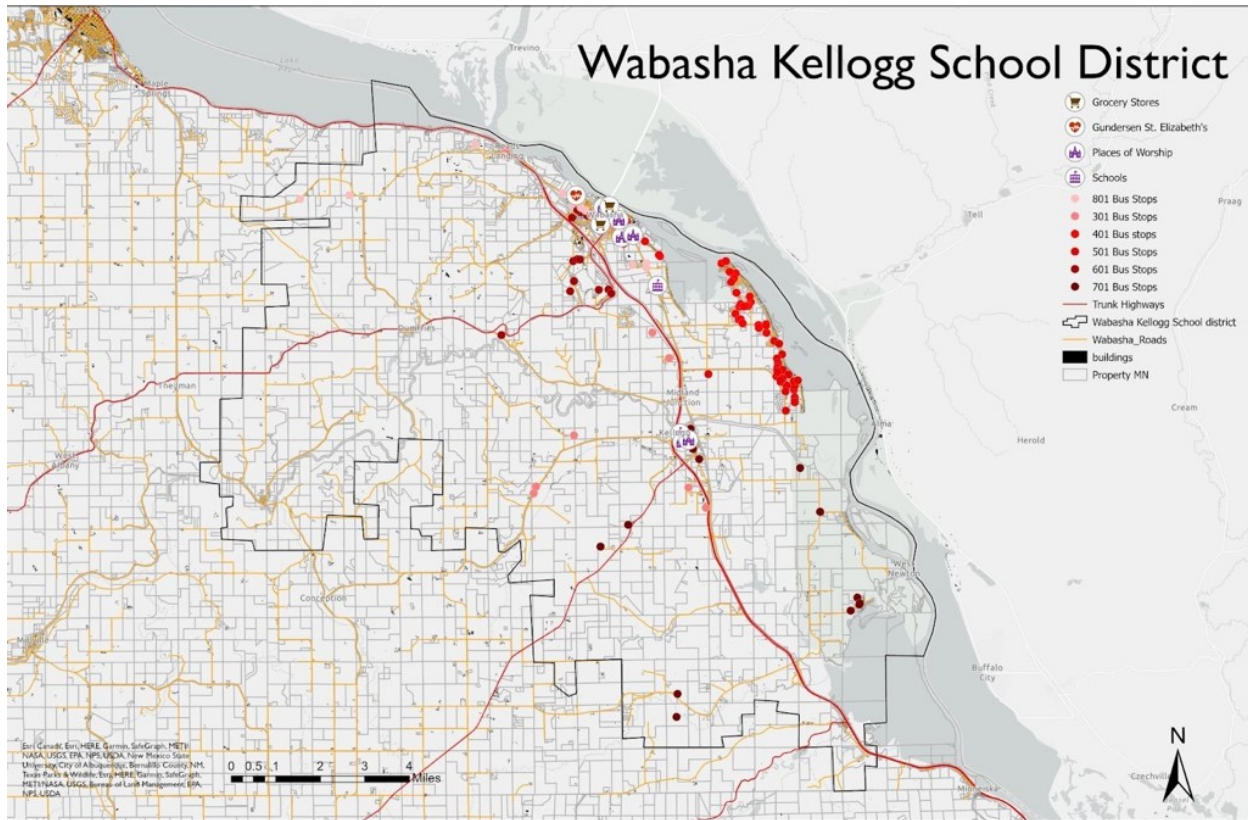 Wabasha Kellogg School District
Grocery Stores
Gundersen St. Elizabeth's
Places of Worship
Schools
801 Bus Stops
301 Bus Stops
401 Bus stops
501 Bus Stops
601 Bus Stops
701 Bus Stops
Trunk Highways
Wabasha Kellogg School district
Wabasha_Roads
buildings
Property MN
Trevino
Lake
Maple
Springs
Landing
Wabasha
Tell
Praag
Dumfries
Theilman
Midland
Junction
Cream
Kellogg
Alma
Herold
West
Albany
West
Newton
Conception
Buffalo
City
Esri Canada, Esri, HERE, Garmin, SafeGraph, METI/
NASA, USGS, EPA, NPS, USDA, New Mexico State
University, City of Albuquerque, Bernalillo County, NM,
Texas Parks & Wildlife, Esri, HERE, Garmin, SafeGraph,
METI/NASA, USGS, Bureau of Land Management, EPA,
NPS, USDA
0 0.5 1 2 3 4
Miles
N
Minneiska
Czechville